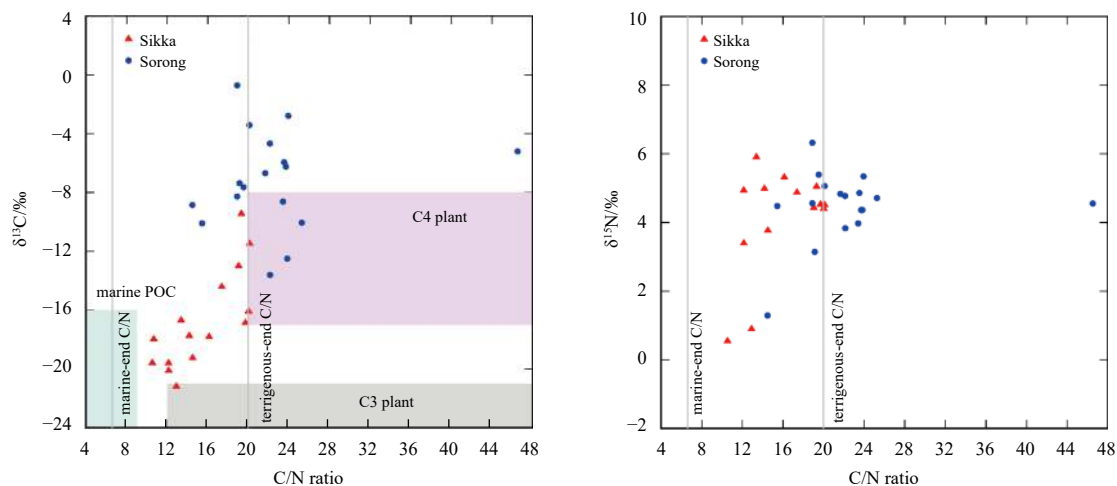 4
0
−4
−8
−12
−16
−20
−24
δ¹³C/‰
Sikka
Sorong
C4 plant
marine POC
marine-end C/N
terrigenous-end C/N
C3 plant
4 8 12 16 20 24 28 32 36 40 44 48
C/N ratio
10
8
6
4
2
0
−2
δ¹⁵N/‰
Sikka
Sorong
marine-end C/N
terrigenous-end C/N
4 8 12 16 20 24 28 32 36 40 44 48
C/N ratio